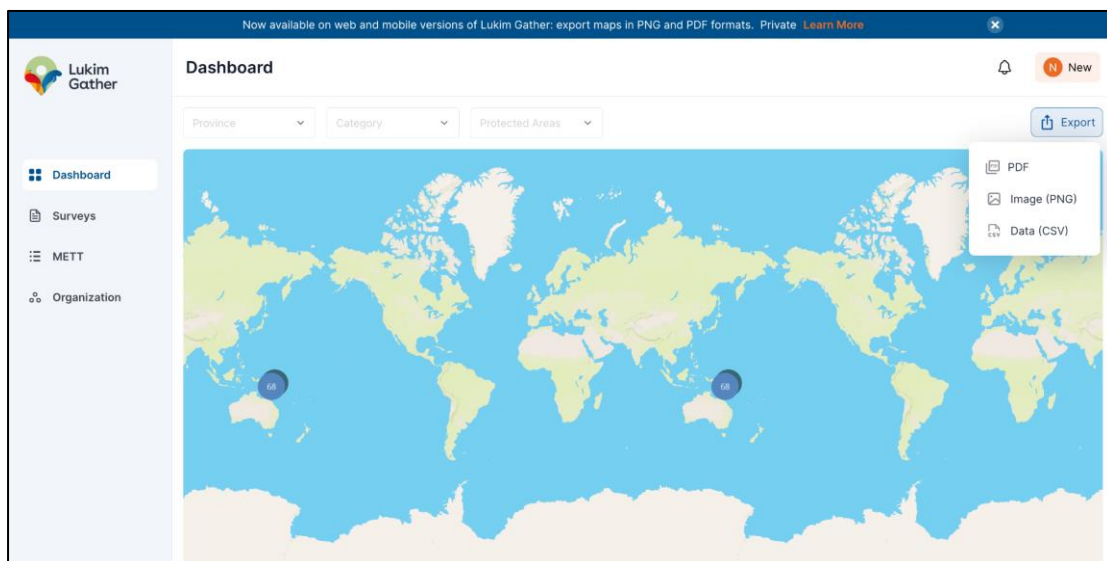 Now available on web and mobile versions of Lukim Gather: export maps in PNG and PDF formats. Private Learn More
Lukim
Gather
Dashboard
N New
Province
Category
Protected Areas
Export
PDF
Image (PNG)
Data (CSV)
Dashboard
Surveys
METT
Organization
68
68